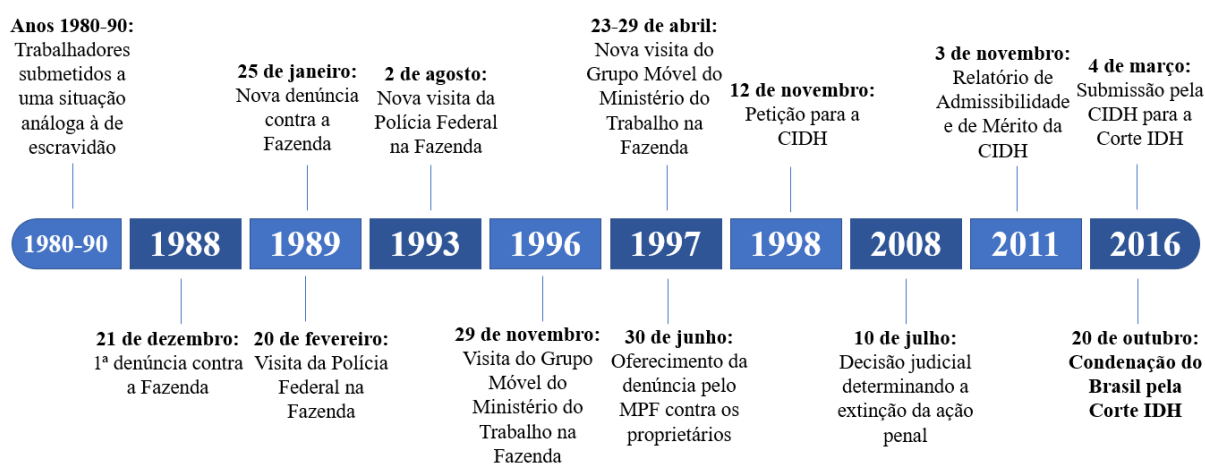 Anos 1980-90:
Trabalhadores
submetidos a
uma situação
análoga à de
escravidão
25 de janeiro:
Nova denúncia
contra a
Fazenda
2 de agosto:
Nova visita da
Polícia Federal
na Fazenda
23-29 de abril:
Nova visita do
Grupo Móvel do
Ministério do
Trabalho na
Fazenda
12 de novembro:
Petição para a
CIDH
3 de novembro:
Relatório de
Admissibilidade
e de Mérito da
CIDH
4 de março:
Submissão pela
CIDH para a
Corte IDH
1980-90
1988
1989
1993
1996
1997
1998
2008
2011
2016
21 de dezembro:
1ª denúncia contra
a Fazenda
20 de fevereiro:
Visita da Polícia
Federal na
Fazenda
29 de novembro:
Visita do Grupo
Móvel do
Ministério do
Trabalho na
Fazenda
30 de junho:
Oferecimento da
denúncia pelo
MPF contra os
proprietários
10 de julho:
Decisão judicial
determinando a
extinção da ação
penal
20 de outubro:
Condenação do
Brasil pela
Corte IDH